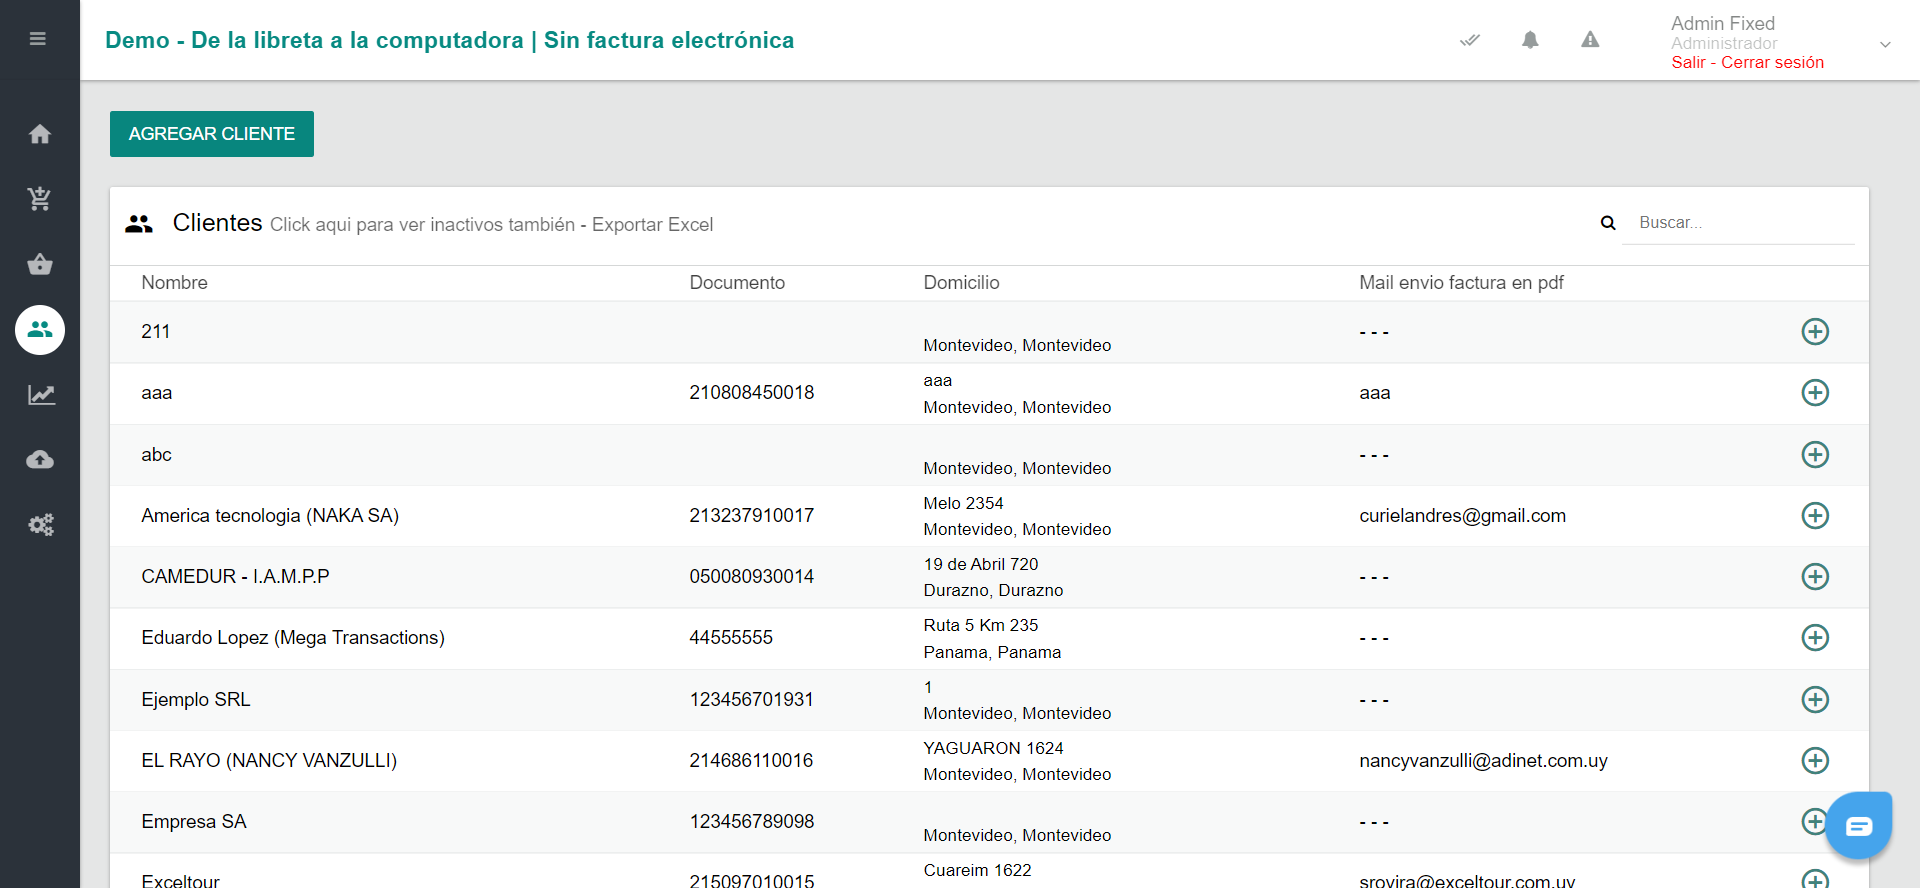 Demo - De la libreta a la computadora | Sin factura electrónica
Admin Fixed
Administrador
Salir - Cerrar sesión
AGREGAR CLIENTE
Clientes Click aqui para ver inactivos también - Exportar Excel
Buscar...
Nombre Documento Domicilio Mail envio factura en pdf
211 Montevideo, Montevideo - - -
aaa 210808450018 aaa
Montevideo, Montevideo aaa
abc Montevideo, Montevideo - - -
America tecnologia (NAKA SA) 213237910017 Melo 2354
Montevideo, Montevideo curielandres@gmail.com
CAMEDUR - I.A.M.P.P 050080930014 19 de Abril 720
Durazno, Durazno - - -
Eduardo Lopez (Mega Transactions) 44555555 Ruta 5 Km 235
Panama, Panama - - -
Ejemplo SRL 123456701931 1
Montevideo, Montevideo - - -
EL RAYO (NANCY VANZULLI) 214686110016 YAGUARON 1624
Montevideo, Montevideo nancyvanzulli@adinet.com.uy
Empresa SA 123456789098 Montevideo, Montevideo - - -
Exceltour 215097010015 Cuareim 1622
srovira@exceltour.com.uy